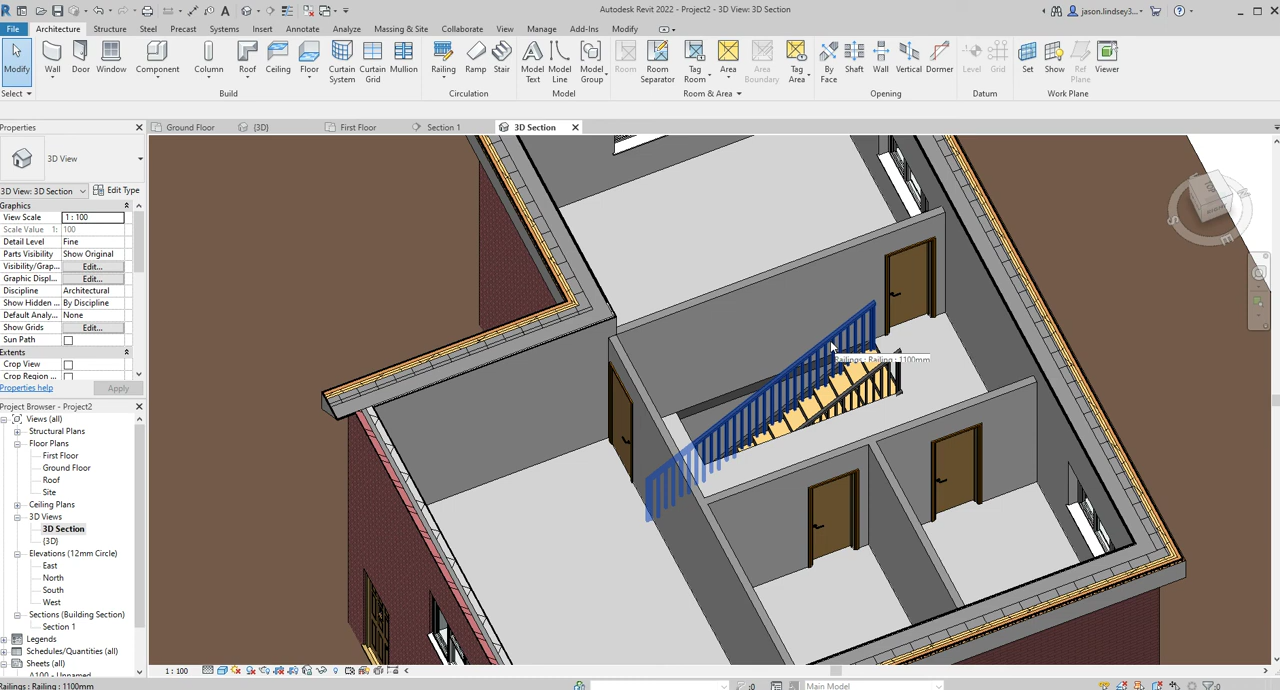 Autodesk Revit 2022 - Project2 - 3D View: 3D Section
jason.lindsey3...
File Architecture Structure Steel Precast Systems Insert Annotate Analyze Massing & Site Collaborate View Manage Add-Ins Modify
Modify Wall Door Window Component Column Roof Ceiling Floor Curtain System Curtain Grid Mullion Railing Ramp Stair Model Text Model Line Model Group Room Room Separator Tag Room Area Area Boundary Tag Area By Face Shaft Wall Vertical Dormer Level Grid Set Show Ref Plane Viewer
Select Build Circulation Model Room & Area Opening Datum Work Plane
Properties
Ground Floor {3D} First Floor Section 1 3D Section
3D View
3D View: 3D Section Edit Type
Graphics
View Scale 1 : 100
Scale Value 1: 100
Detail Level Fine
Parts Visibility Show Original
Visibility/Grap... Edit...
Graphic Displ... Edit...
Discipline Architectural
Show Hidden ... By Discipline
Default Analy... None
Show Grids Edit...
Sun Path
Extents
Crop View
Crop Region ...
Properties help Apply
Project Browser - Project2
Views (all)
Structural Plans
Floor Plans
First Floor
Ground Floor
Roof
Site
Ceiling Plans
3D Views
3D Section
{3D}
Elevations (12mm Circle)
East
North
South
West
Sections (Building Section)
Section 1
Legends
Schedules/Quantities (all)
Sheets (all)
A100 - Unnamed
Railings : Railing : 1100mm
1 : 100
Railings : Railing : 1100mm
:0 Main Model :0